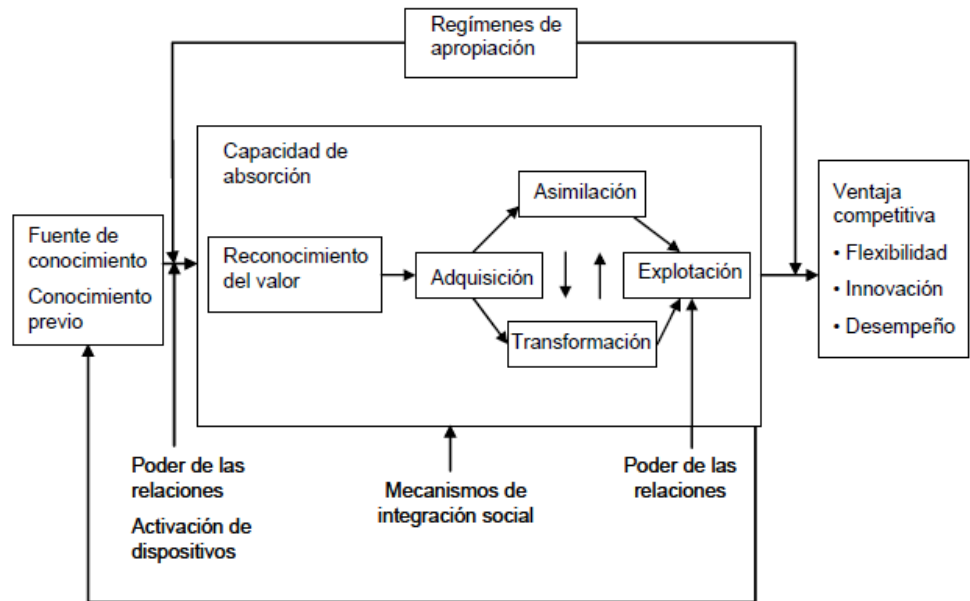 Regímenes de
apropiación
Capacidad de
absorción
Asimilación
Ventaja
competitiva
• Flexibilidad
• Innovación
• Desempeño
Fuente de
conocimiento
Conocimiento
previo
Reconocimiento
del valor
Adquisición
Explotación
Transformación
Poder de las
relaciones
Activación de
dispositivos
Mecanismos de
integración social
Poder de las
relaciones